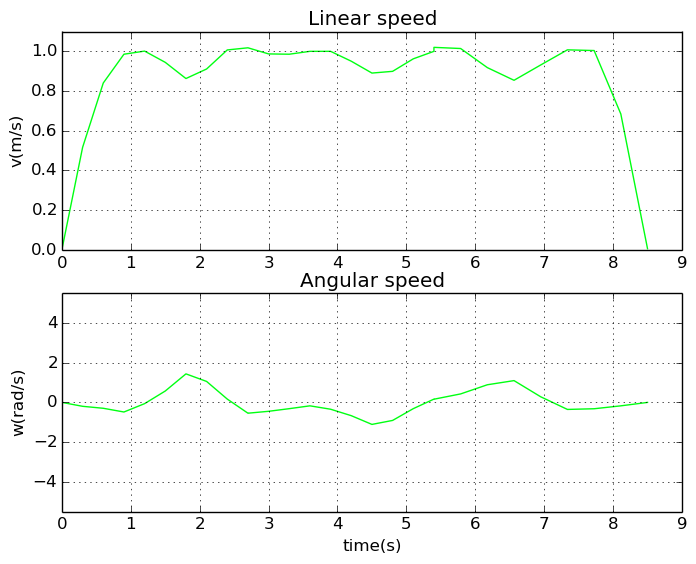 Linear speed
v(m/s)
1.0
0.8
0.6
0.4
0.2
0.0
0 1 2 3 4 5 6 7 8 9
Angular speed
w(rad/s)
4
2
0
−2
−4
0 1 2 3 4 5 6 7 8 9
time(s)